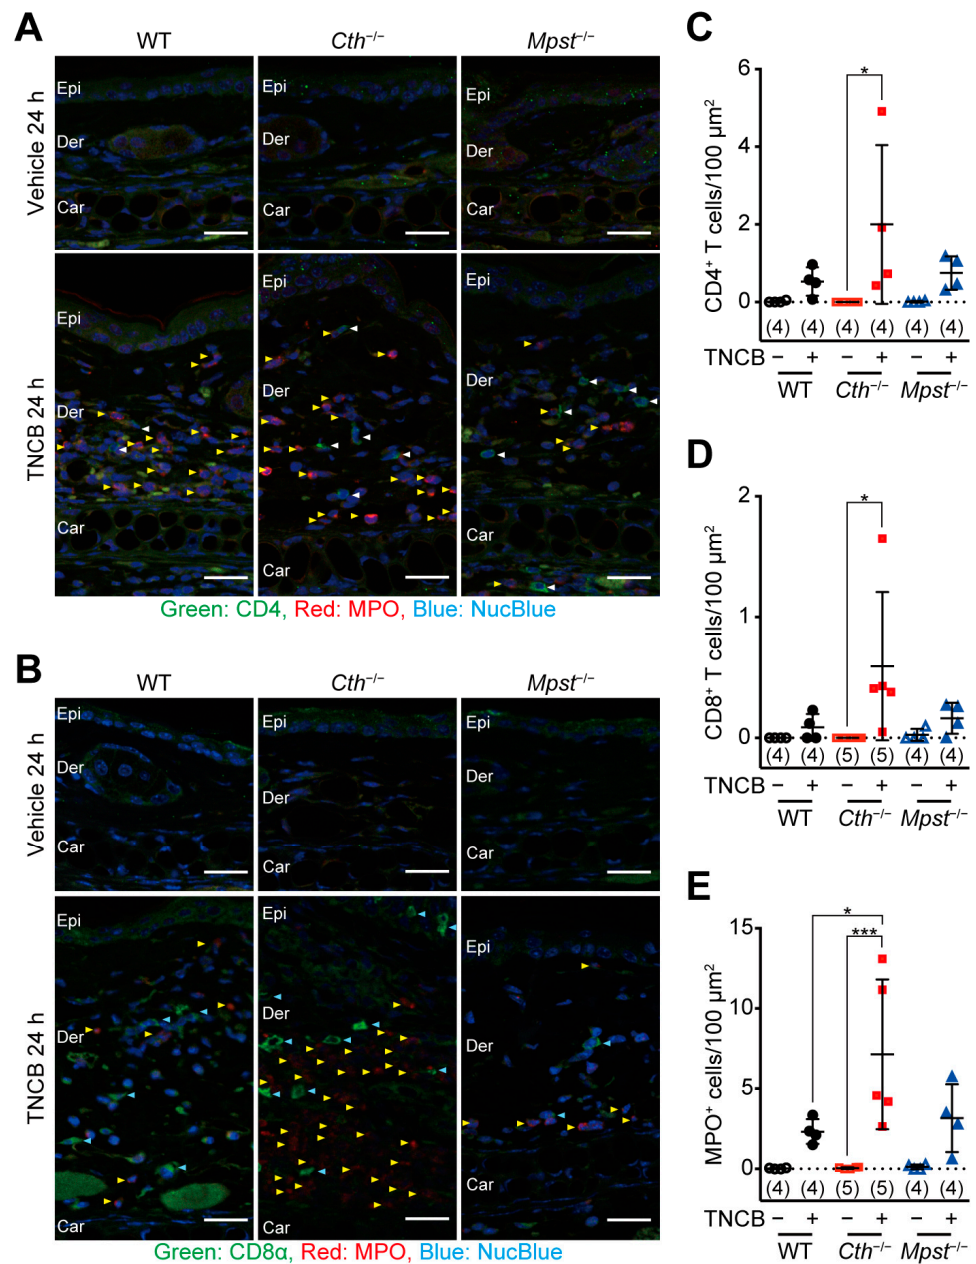 A
WT
Cth−/−
Mpst−/−
Vehicle 24 h
Epi
Der
Car
Epi
Der
Car
Epi
Der
Car
TNCB 24 h
Epi
Der
Car
Epi
Der
Car
Epi
Der
Car
Green: CD4, Red: MPO, Blue: NucBlue
B
WT
Cth−/−
Mpst−/−
Vehicle 24 h
Epi
Der
Car
Epi
Der
Car
Epi
Der
Car
TNCB 24 h
Epi
Der
Car
Epi
Der
Car
Epi
Der
Car
Green: CD8α, Red: MPO, Blue: NucBlue
C
CD4+ T cells/100 µm2
6
4
2
0
*
(4) (4) (4) (4) (4) (4)
TNCB − + − + − +
WT Cth−/− Mpst−/−
D
CD8+ T cells/100 µm2
2
1
0
*
(4) (4) (5) (5) (4) (4)
TNCB − + − + − +
WT Cth−/− Mpst−/−
E
MPO+ cells/100 µm2
15
10
5
0
*
***
(4) (4) (5) (5) (4) (4)
TNCB − + − + − +
WT Cth−/− Mpst−/−